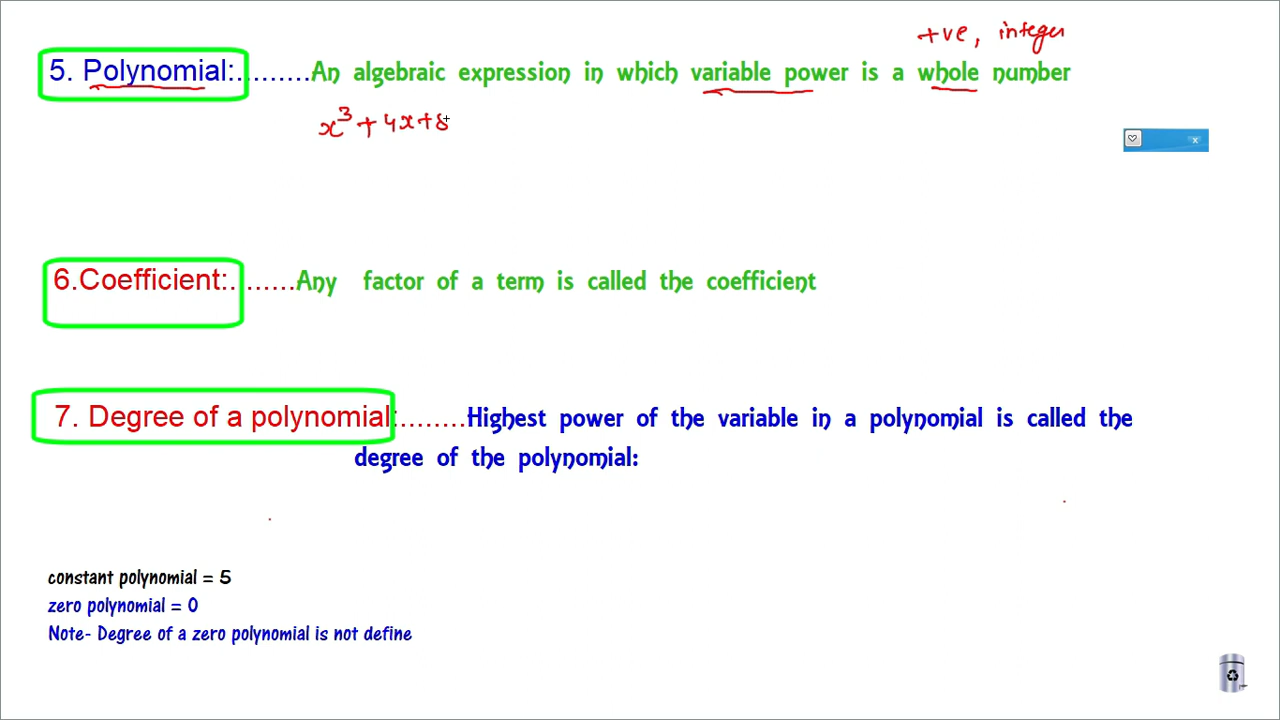 +ve, integer
5. Polynomial:.........An algebraic expression in which variable power is a whole number
x³ + 4x + 8
6.Coefficient:.......Any factor of a term is called the coefficient
7. Degree of a polynomial:........Highest power of the variable in a polynomial is called the
degree of the polynomial:
constant polynomial = 5
zero polynomial = 0
Note- Degree of a zero polynomial is not define